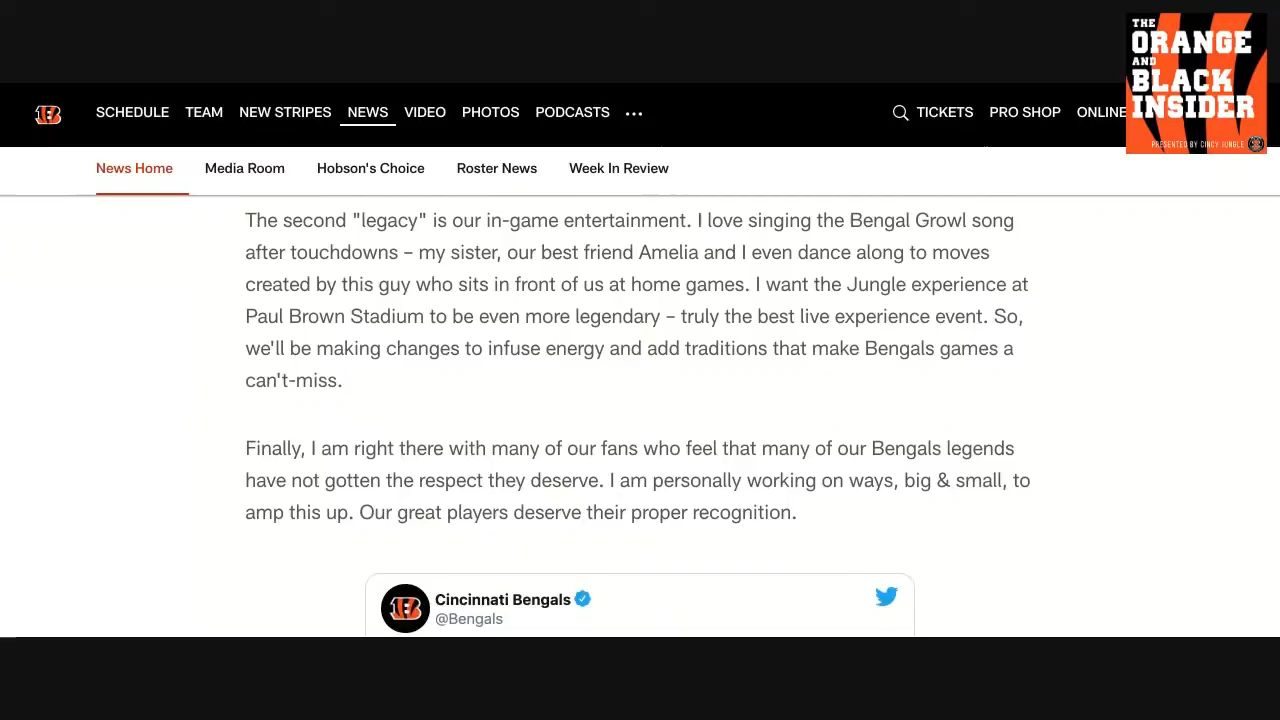 THE
ORANGE
AND
BLACK
INSIDER
PRESENTED BY CINCY JUNGLE
SCHEDULE TEAM NEW STRIPES NEWS VIDEO PHOTOS PODCASTS ... TICKETS PRO SHOP ONLINE
News Home Media Room Hobson's Choice Roster News Week In Review
The second "legacy" is our in-game entertainment. I love singing the Bengal Growl song
after touchdowns – my sister, our best friend Amelia and I even dance along to moves
created by this guy who sits in front of us at home games. I want the Jungle experience at
Paul Brown Stadium to be even more legendary – truly the best live experience event. So,
we'll be making changes to infuse energy and add traditions that make Bengals games a
can't-miss.
Finally, I am right there with many of our fans who feel that many of our Bengals legends
have not gotten the respect they deserve. I am personally working on ways, big & small, to
amp this up. Our great players deserve their proper recognition.
Cincinnati Bengals
@Bengals